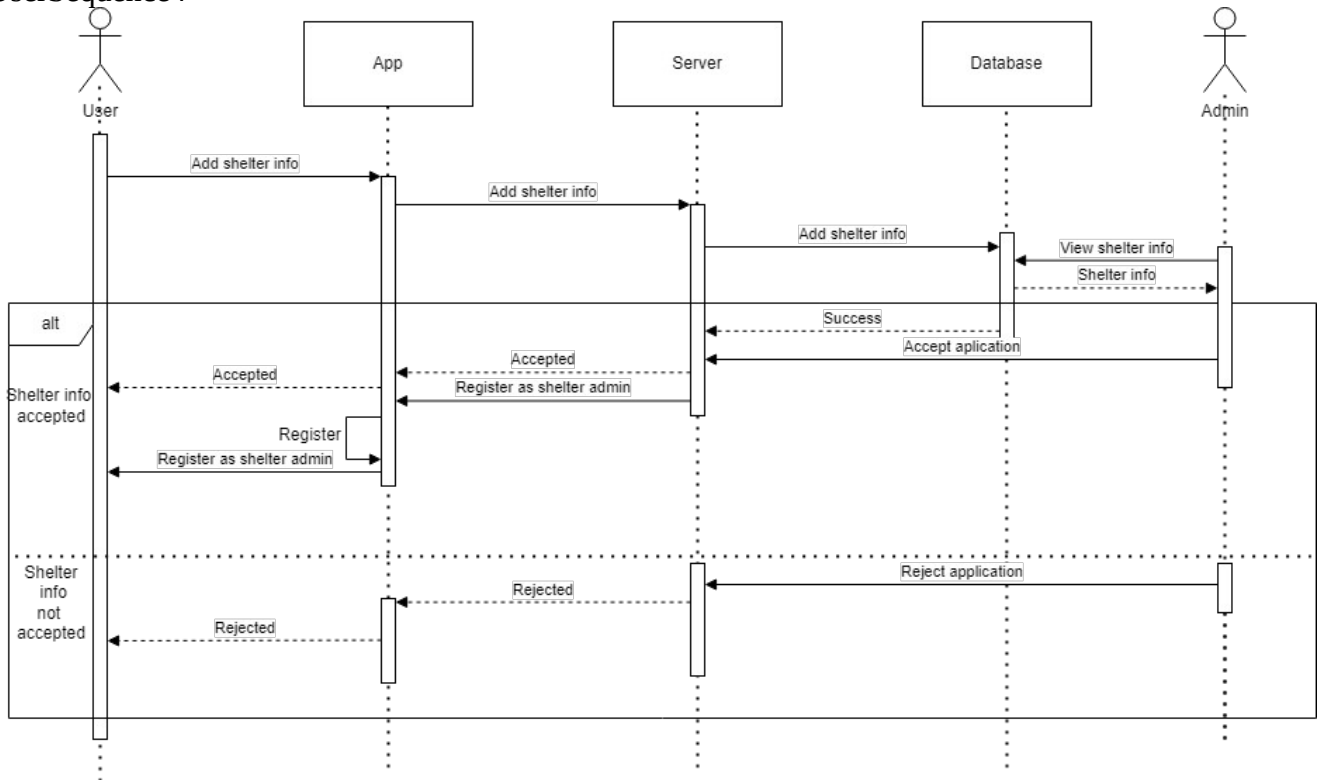 User
App
Server
Database
Admin
Add shelter info
Add shelter info
Add shelter info
View shelter info
Shelter info
alt
Success
Accept aplication
Shelter info
accepted
Accepted
Accepted
Register as shelter admin
Register
Register as shelter admin
Shelter
info
not
accepted
Reject application
Rejected
Rejected